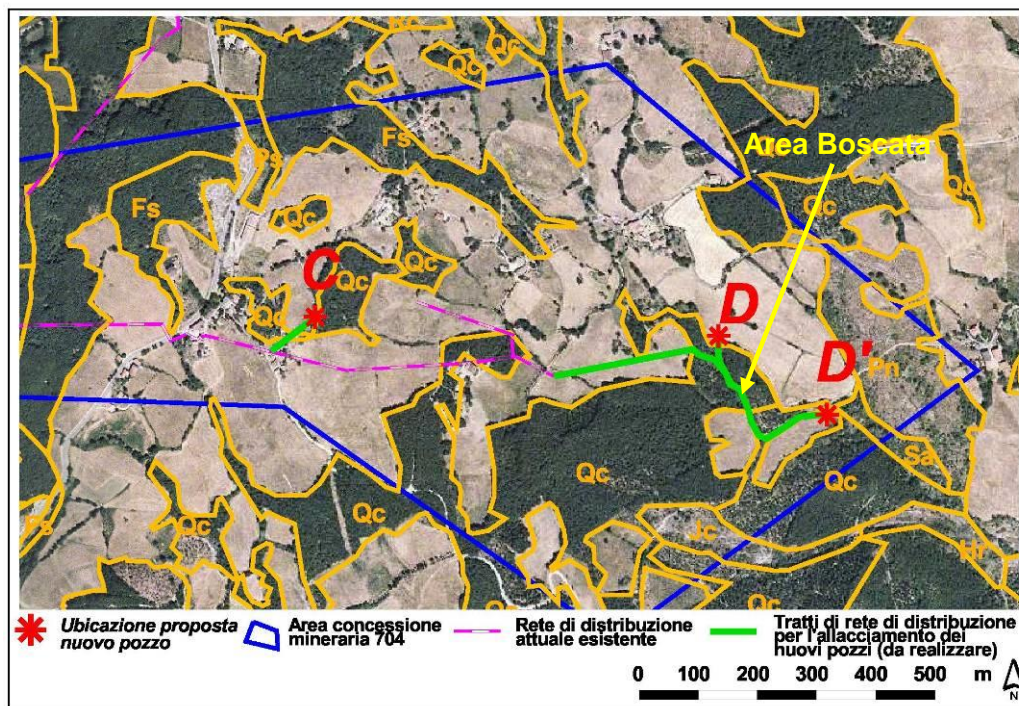 Qc
Qc
Fs
Area Boscata
Qc
Fs
Qc
Qc
C
Qc
Qc
Qc
D
D'
Pn
Sa
Qc
Qc
Qc
Qc
Jc
Fs
Qc
Ubicazione proposta
nuovo pozzo
Area concessione
mineraria 704
Rete di distribuzione
attuale esistente
Tratti di rete di distribuzione
per l'allacciamento dei
nuovi pozzi (da realizzare)
0 100 200 300 400 500 m
N